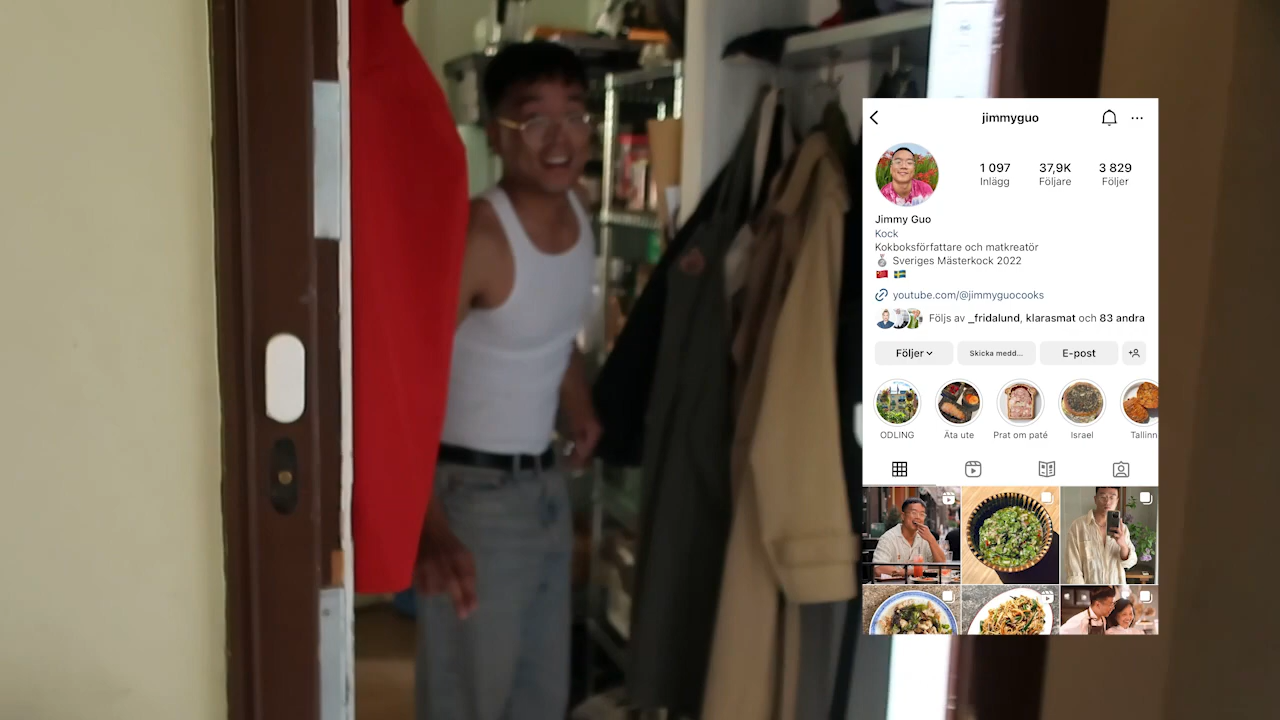 jimmyguo
1 097 37,9K 3 829
Inlägg Följare Följer
Jimmy Guo
Kock
Kokboksförfattare och matkreatör
🥈 Sveriges Mästerkock 2022
🇨🇳 🇸🇪
youtube.com/@jimmyguocooks
Följs av _fridalund, klarasmat och 83 andra
Följer Skicka medd... E-post
ODLING Äta ute Prat om paté Israel Tallinn